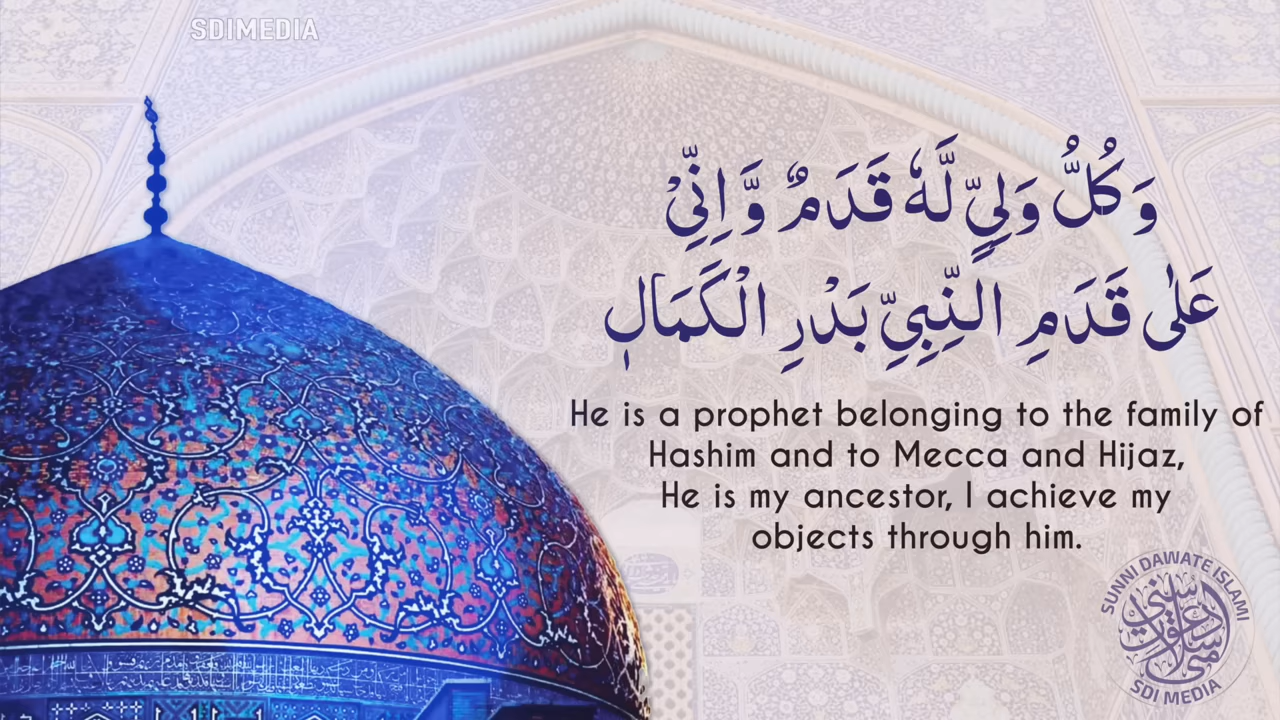 SDIMEDIA
وَكُلُّ وَلِيٍّ لَّهٗ قَدَمٌ وَّاِنِّيْ
عَلٰى قَدَمِ النَّبِيِّ بَدْرِ الْكَمَالٖ
He is a prophet belonging to the family of
Hashim and to Mecca and Hijaz,
He is my ancestor, I achieve my
objects through him.
SUNNI DAWATE ISLAMI
SDI MEDIA